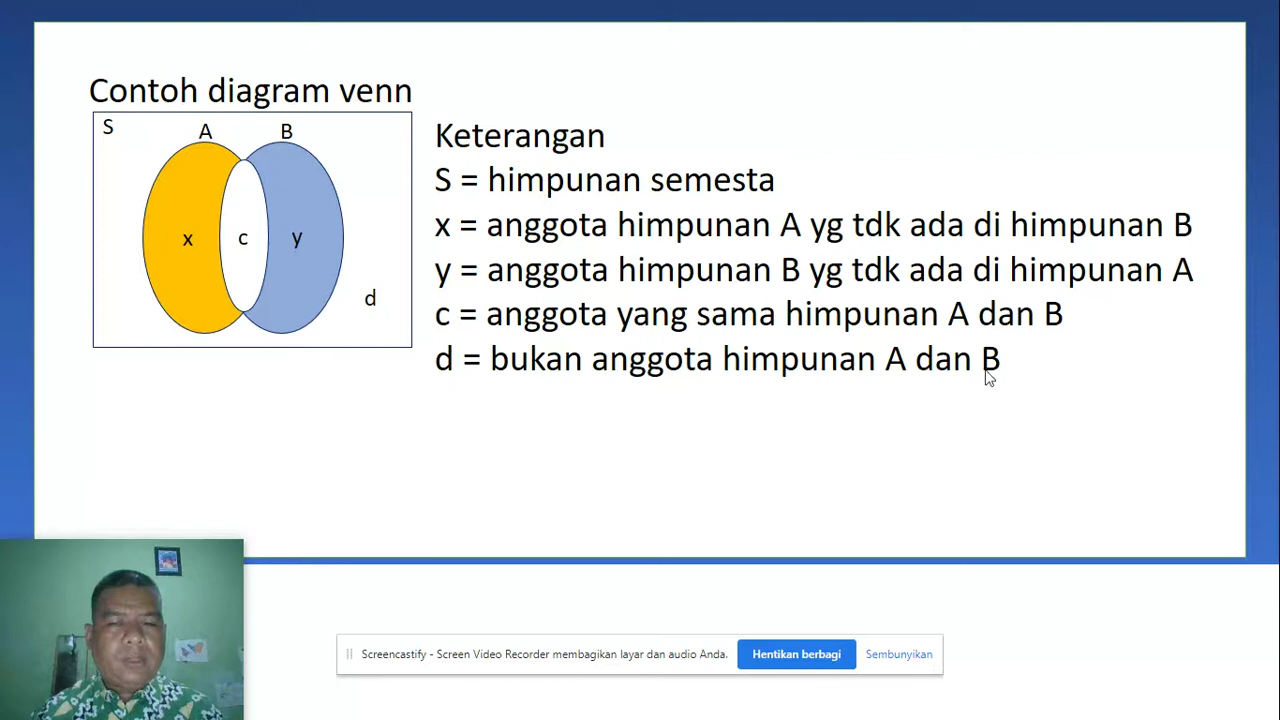 Contoh diagram venn
S
A
B
x
c
y
d
Keterangan
S = himpunan semesta
x = anggota himpunan A yg tdk ada di himpunan B
y = anggota himpunan B yg tdk ada di himpunan A
c = anggota yang sama himpunan A dan B
d = bukan anggota himpunan A dan B
Screencastify - Screen Video Recorder membagikan layar dan audio Anda. Hentikan berbagi Sembunyikan